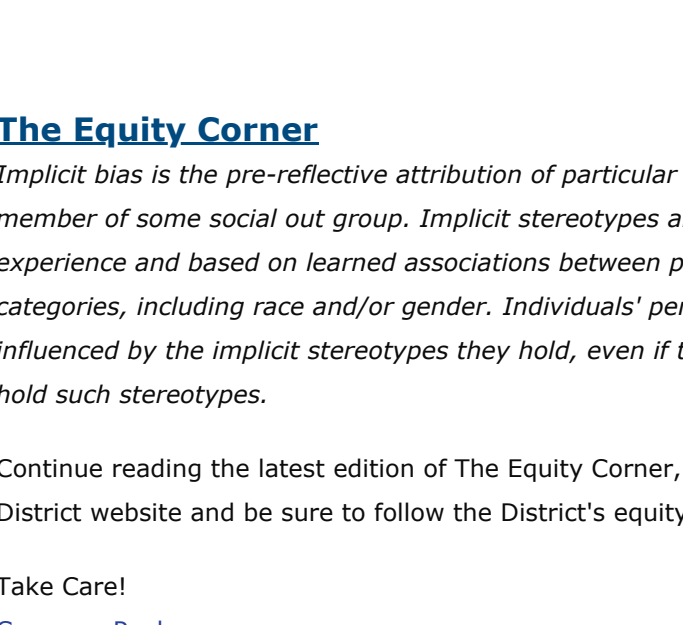 The Equity Corner
Implicit bias is the pre-reflective attribution of particular
member of some social out group. Implicit stereotypes
experience and based on learned associations between
categories, including race and/or gender. Individuals'
influenced by the implicit stereotypes they hold, even if
hold such stereotypes.
Continue reading the latest edition of The Equity Corner,
District website and be sure to follow the District's equity
Take Care!